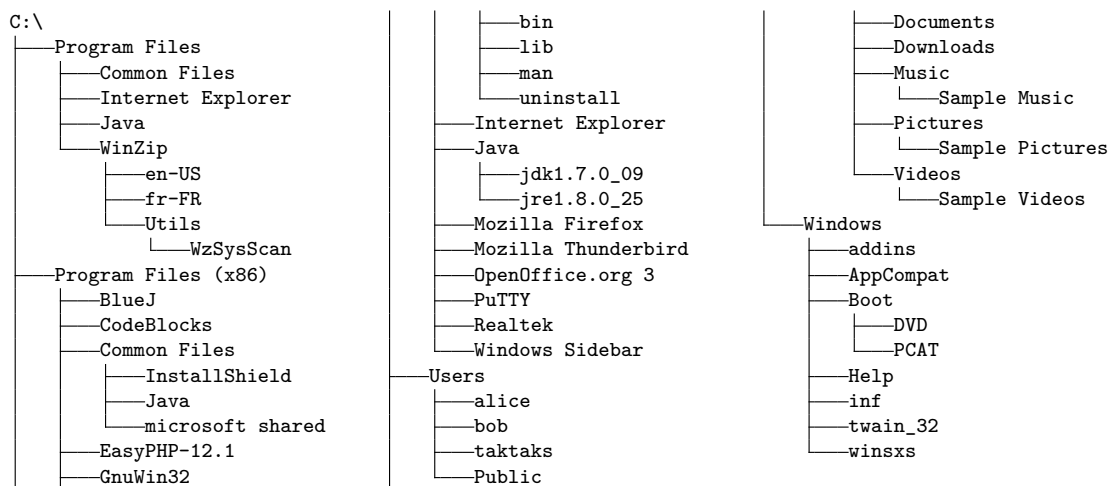 C:\
Program Files
Common Files
Internet Explorer
Java
WinZip
en-US
fr-FR
Utils
WzSysScan
Program Files (x86)
BlueJ
CodeBlocks
Common Files
InstallShield
Java
microsoft shared
EasyPHP-12.1
GnuWin32
bin
lib
man
uninstall
Internet Explorer
Java
jdk1.7.0_09
jre1.8.0_25
Mozilla Firefox
Mozilla Thunderbird
OpenOffice.org 3
PuTTY
Realtek
Windows Sidebar
Users
alice
bob
taktaks
Public
Documents
Downloads
Music
Sample Music
Pictures
Sample Pictures
Videos
Sample Videos
Windows
addins
AppCompat
Boot
DVD
PCAT
Help
inf
twain_32
winsxs